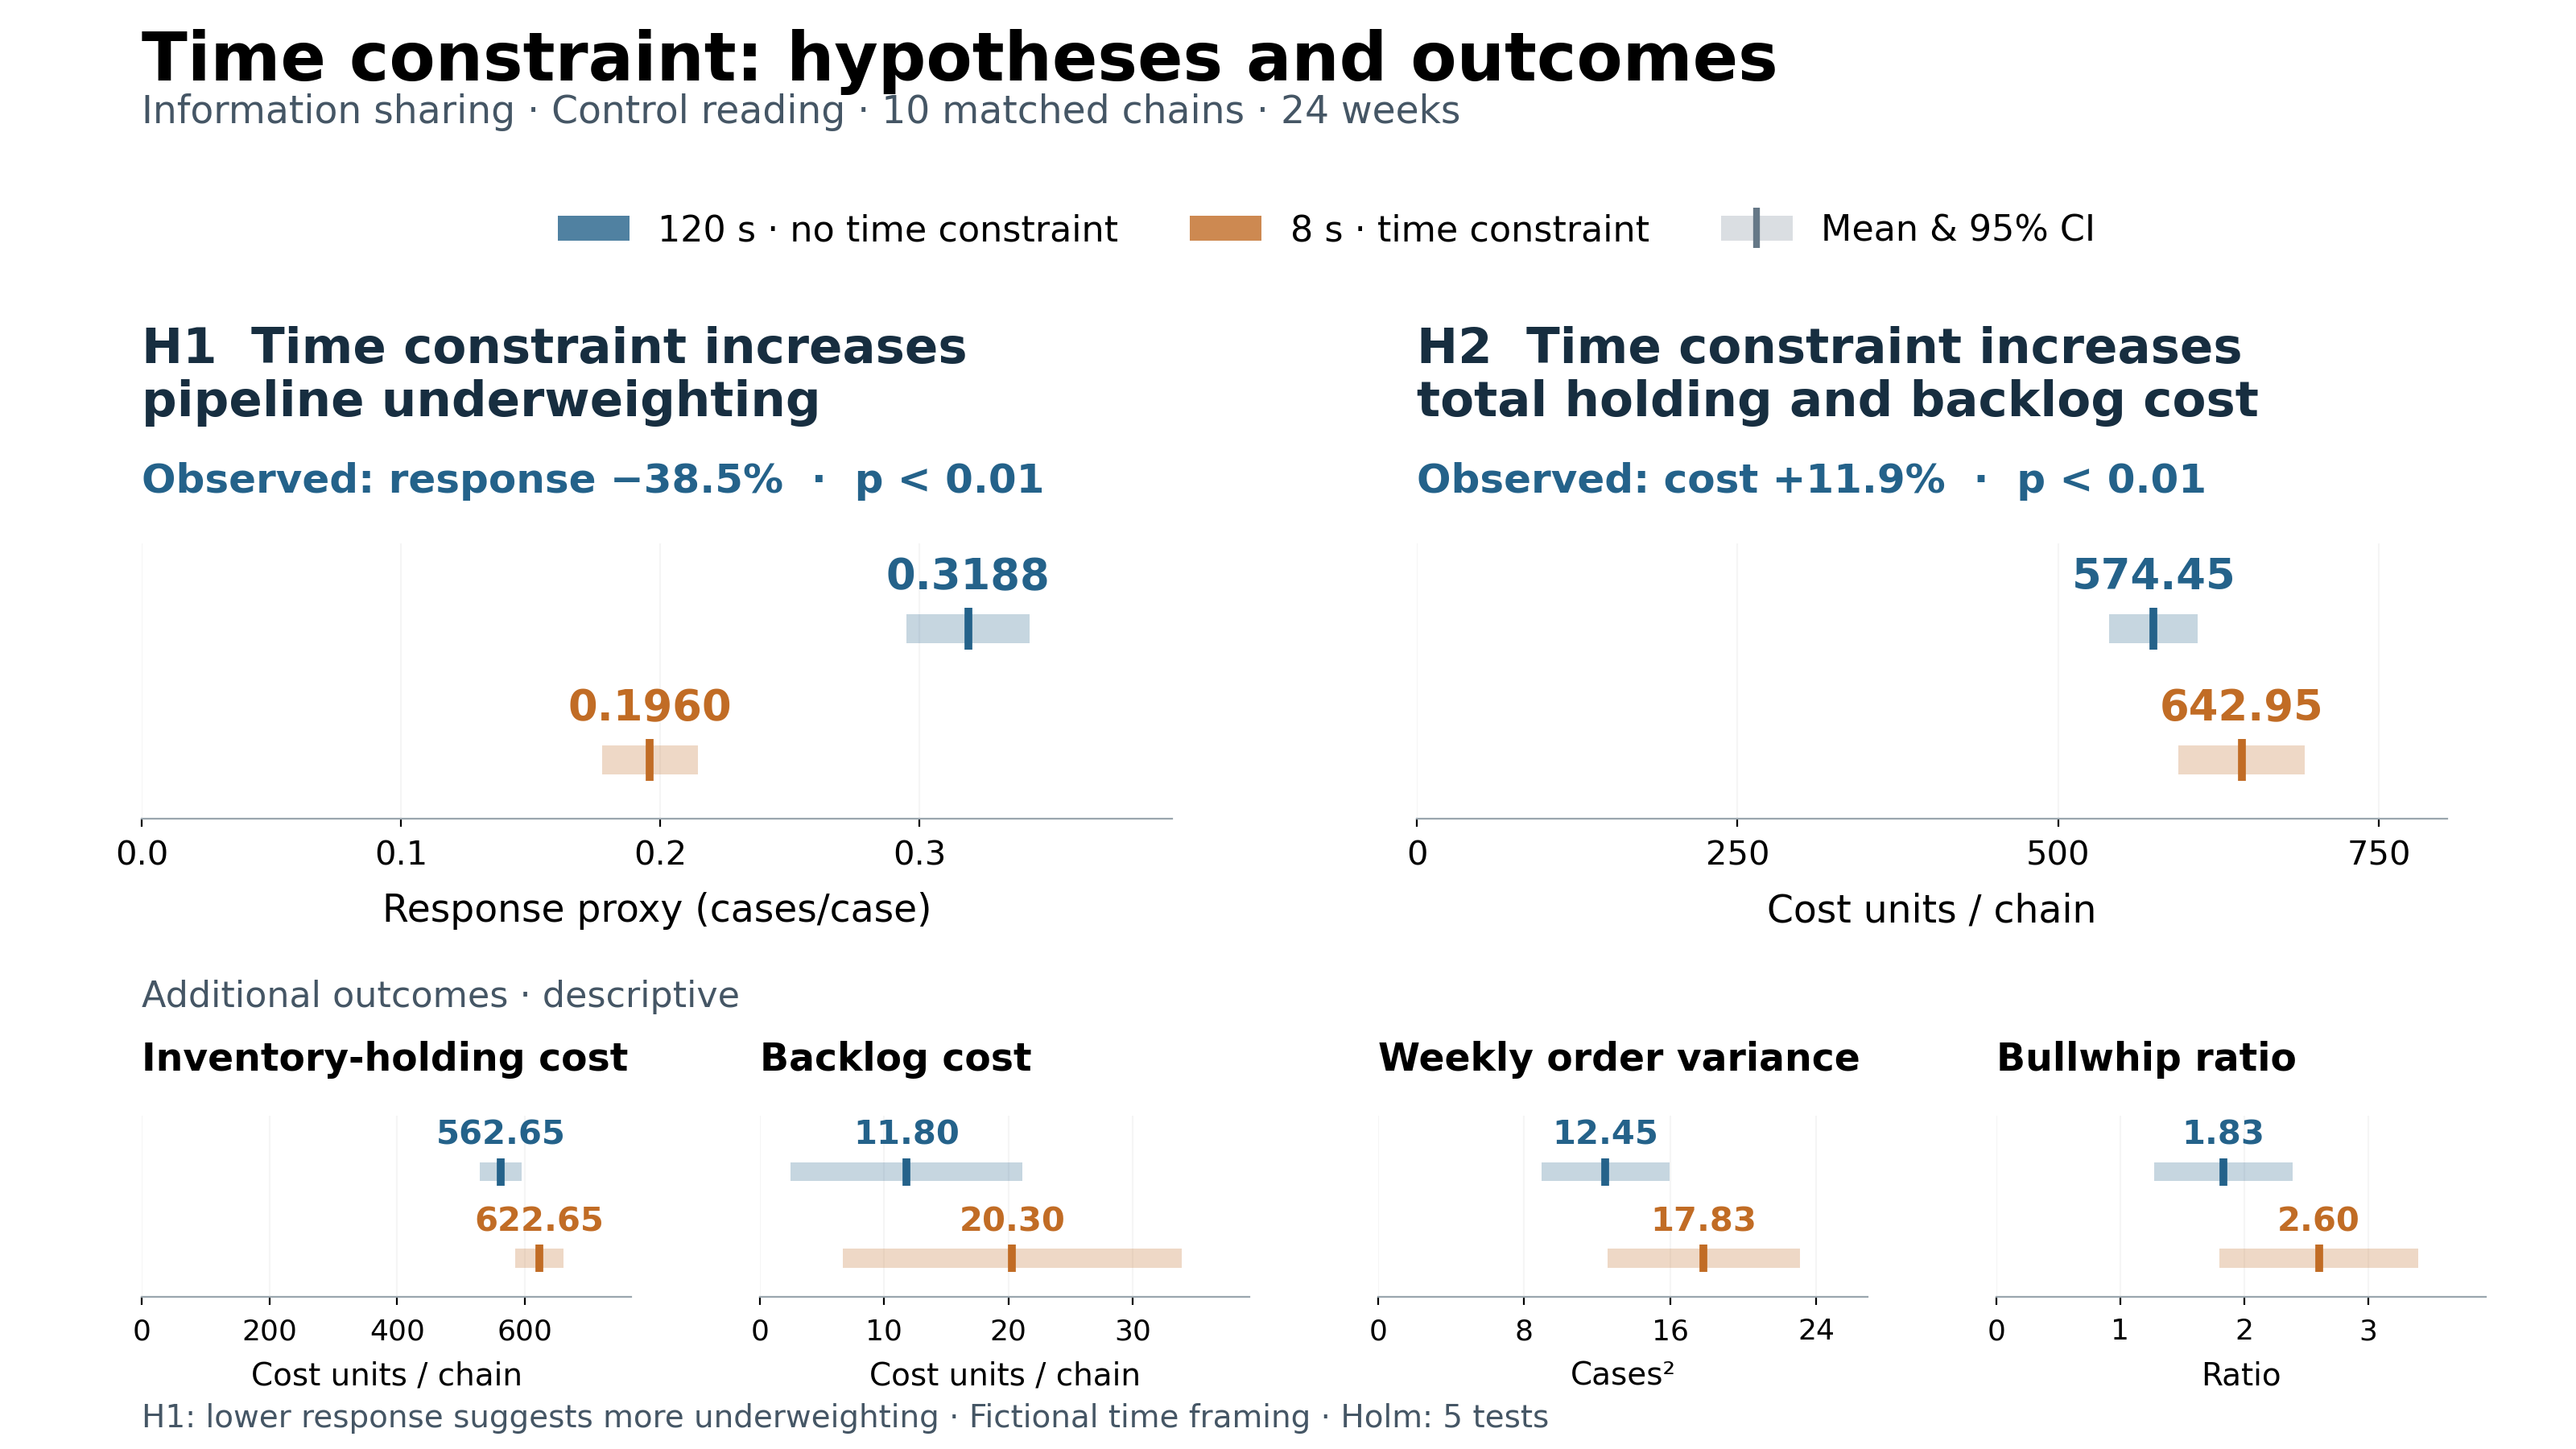 Time constraint: hypotheses and outcomes
Information sharing · Control reading · 10 matched chains · 24 weeks
120 s · no time constraint
8 s · time constraint
Mean & 95% CI
H1 Time constraint increases
pipeline underweighting
Observed: response −38.5% · p < 0.01
0.3188
0.1960
0.0 0.1 0.2 0.3
Response proxy (cases/case)
H2 Time constraint increases
total holding and backlog cost
Observed: cost +11.9% · p < 0.01
574.45
642.95
0 250 500 750
Cost units / chain
Additional outcomes · descriptive
Inventory-holding cost
562.65
622.65
0 200 400 600
Cost units / chain
Backlog cost
11.80
20.30
0 10 20 30
Cost units / chain
Weekly order variance
12.45
17.83
0 8 16 24
Cases²
Bullwhip ratio
1.83
2.60
0 1 2 3
Ratio
H1: lower response suggests more underweighting · Fictional time framing · Holm: 5 tests